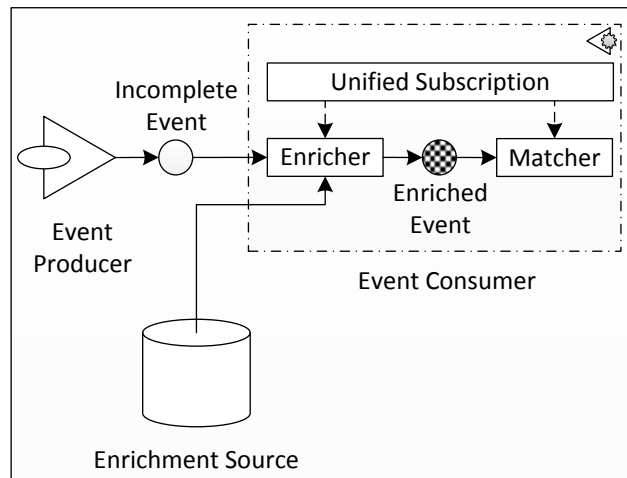 Unified Subscription
Incomplete
Event
Enricher
Matcher
Enriched
Event
Event
Producer
Event Consumer
Enrichment Source